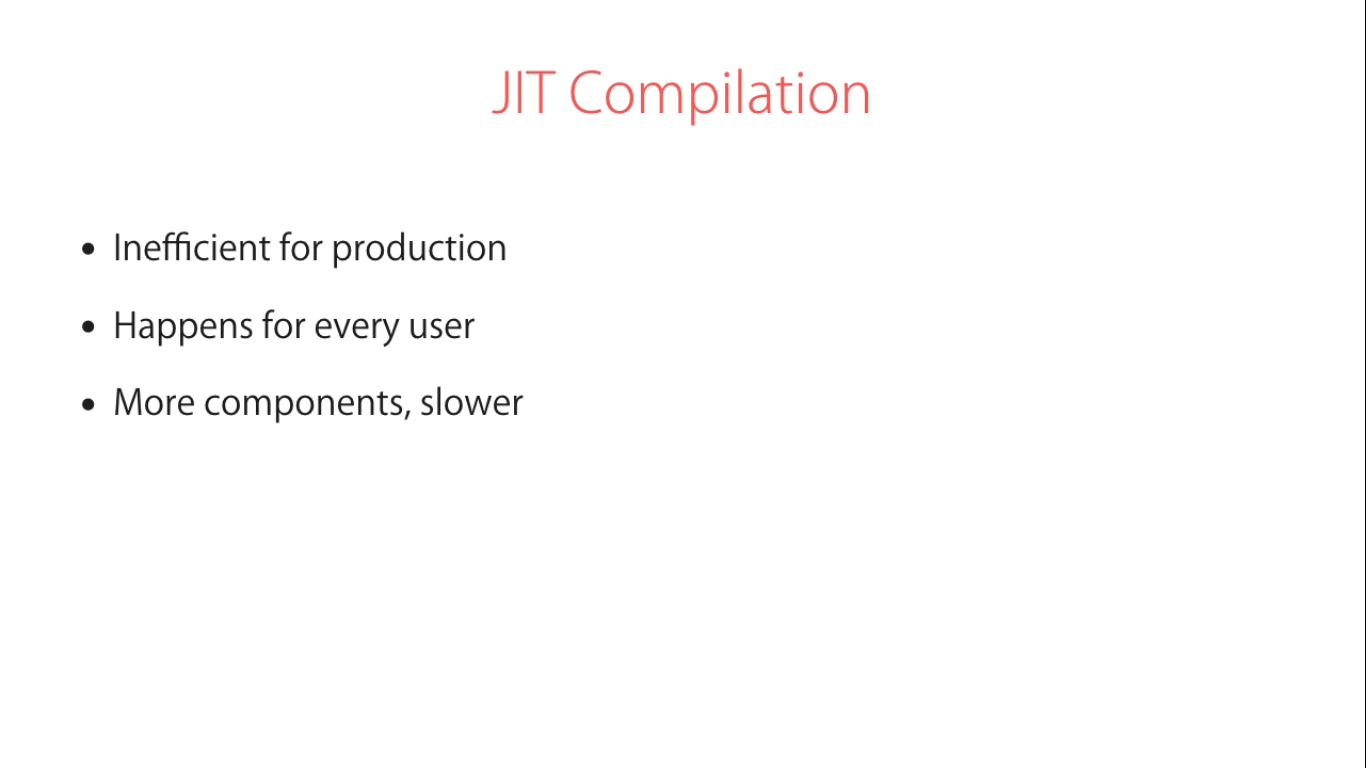 JIT Compilation
• Inefficient for production
• Happens for every user
• More components, slower